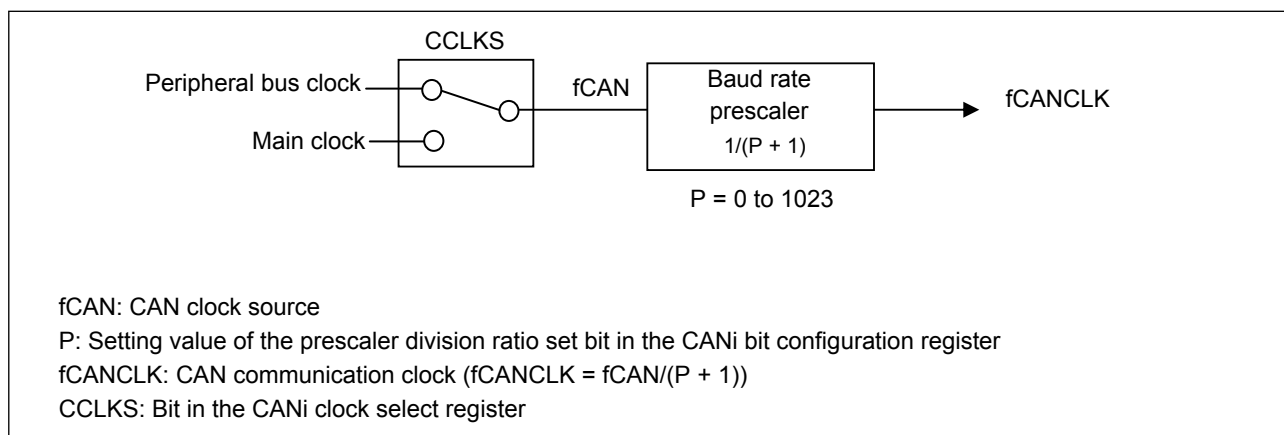 CCLKS
Peripheral bus clock
Main clock
fCAN
Baud rate
prescaler
1/(P + 1)
P = 0 to 1023
fCANCLK
fCAN: CAN clock source
P: Setting value of the prescaler division ratio set bit in the CANi bit configuration register
fCANCLK: CAN communication clock (fCANCLK = fCAN/(P + 1))
CCLKS: Bit in the CANi clock select register